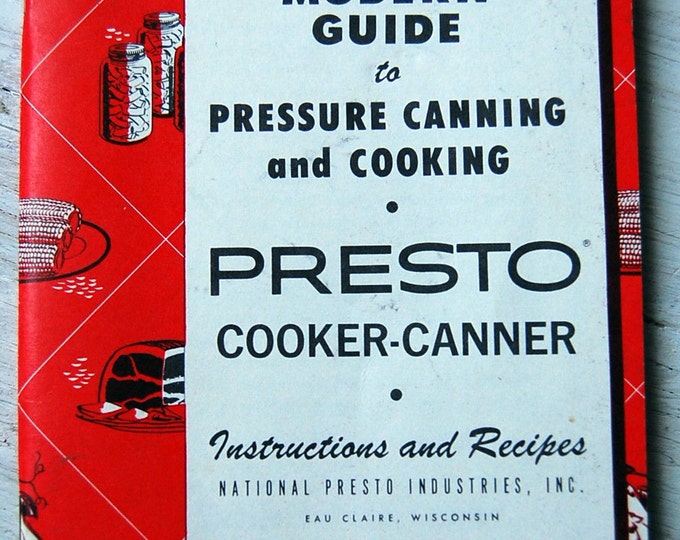 MODERN
GUIDE
to
PRESSURE CANNING
and COOKING
•
PRESTO®
COOKER-CANNER
•
Instructions and Recipes
NATIONAL PRESTO INDUSTRIES, INC.
EAU CLAIRE, WISCONSIN